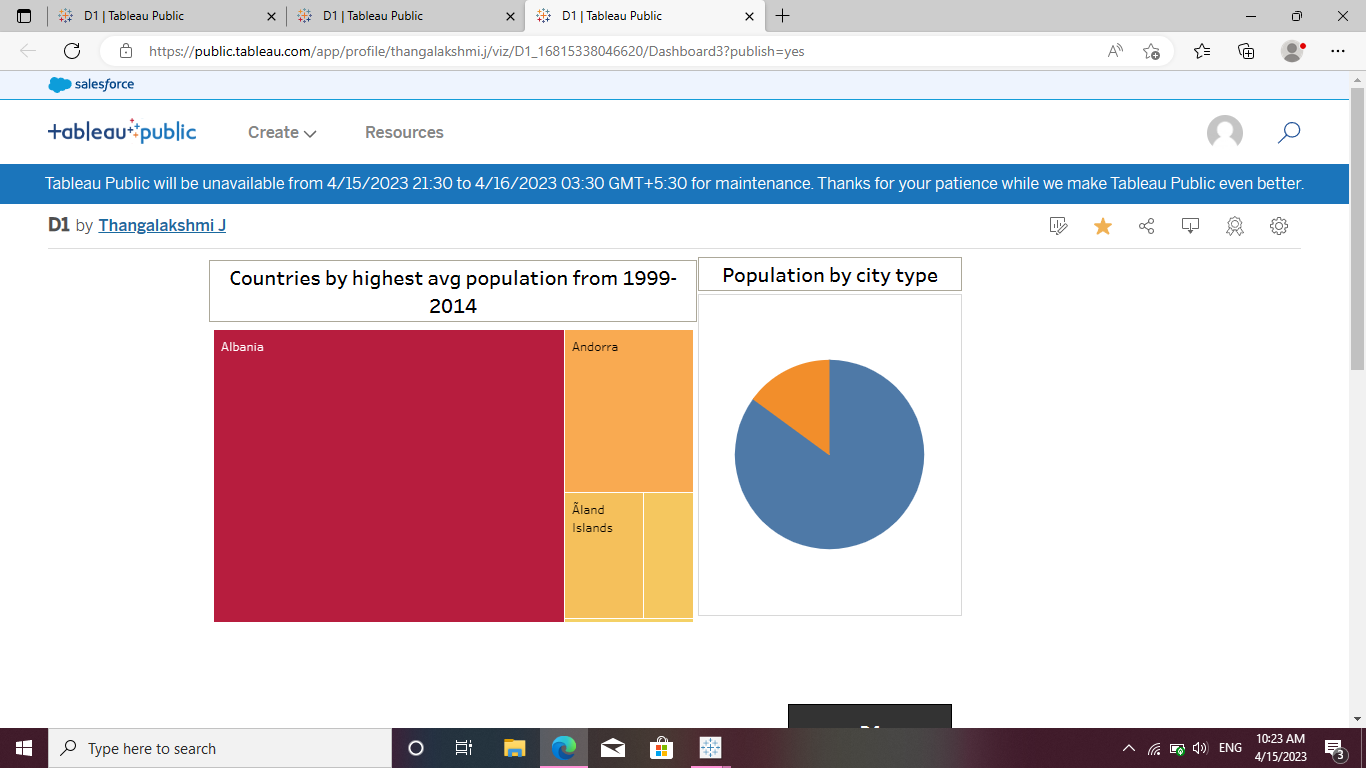 D1 | Tableau Public
D1 | Tableau Public
D1 | Tableau Public
https://public.tableau.com/app/profile/thangalakshmi.j/viz/D1_16815338046620/Dashboard3?publish=yes
salesforce
+ableau+public
Create
Resources
Tableau Public will be unavailable from 4/15/2023 21:30 to 4/16/2023 03:30 GMT+5:30 for maintenance. Thanks for your patience while we make Tableau Public even better.
D1 by Thangalakshmi J
Countries by highest avg population from 1999-
2014
Population by city type
Albania
Andorra
Ãland
Islands
Type here to search
ENG
10:23 AM
4/15/2023
3